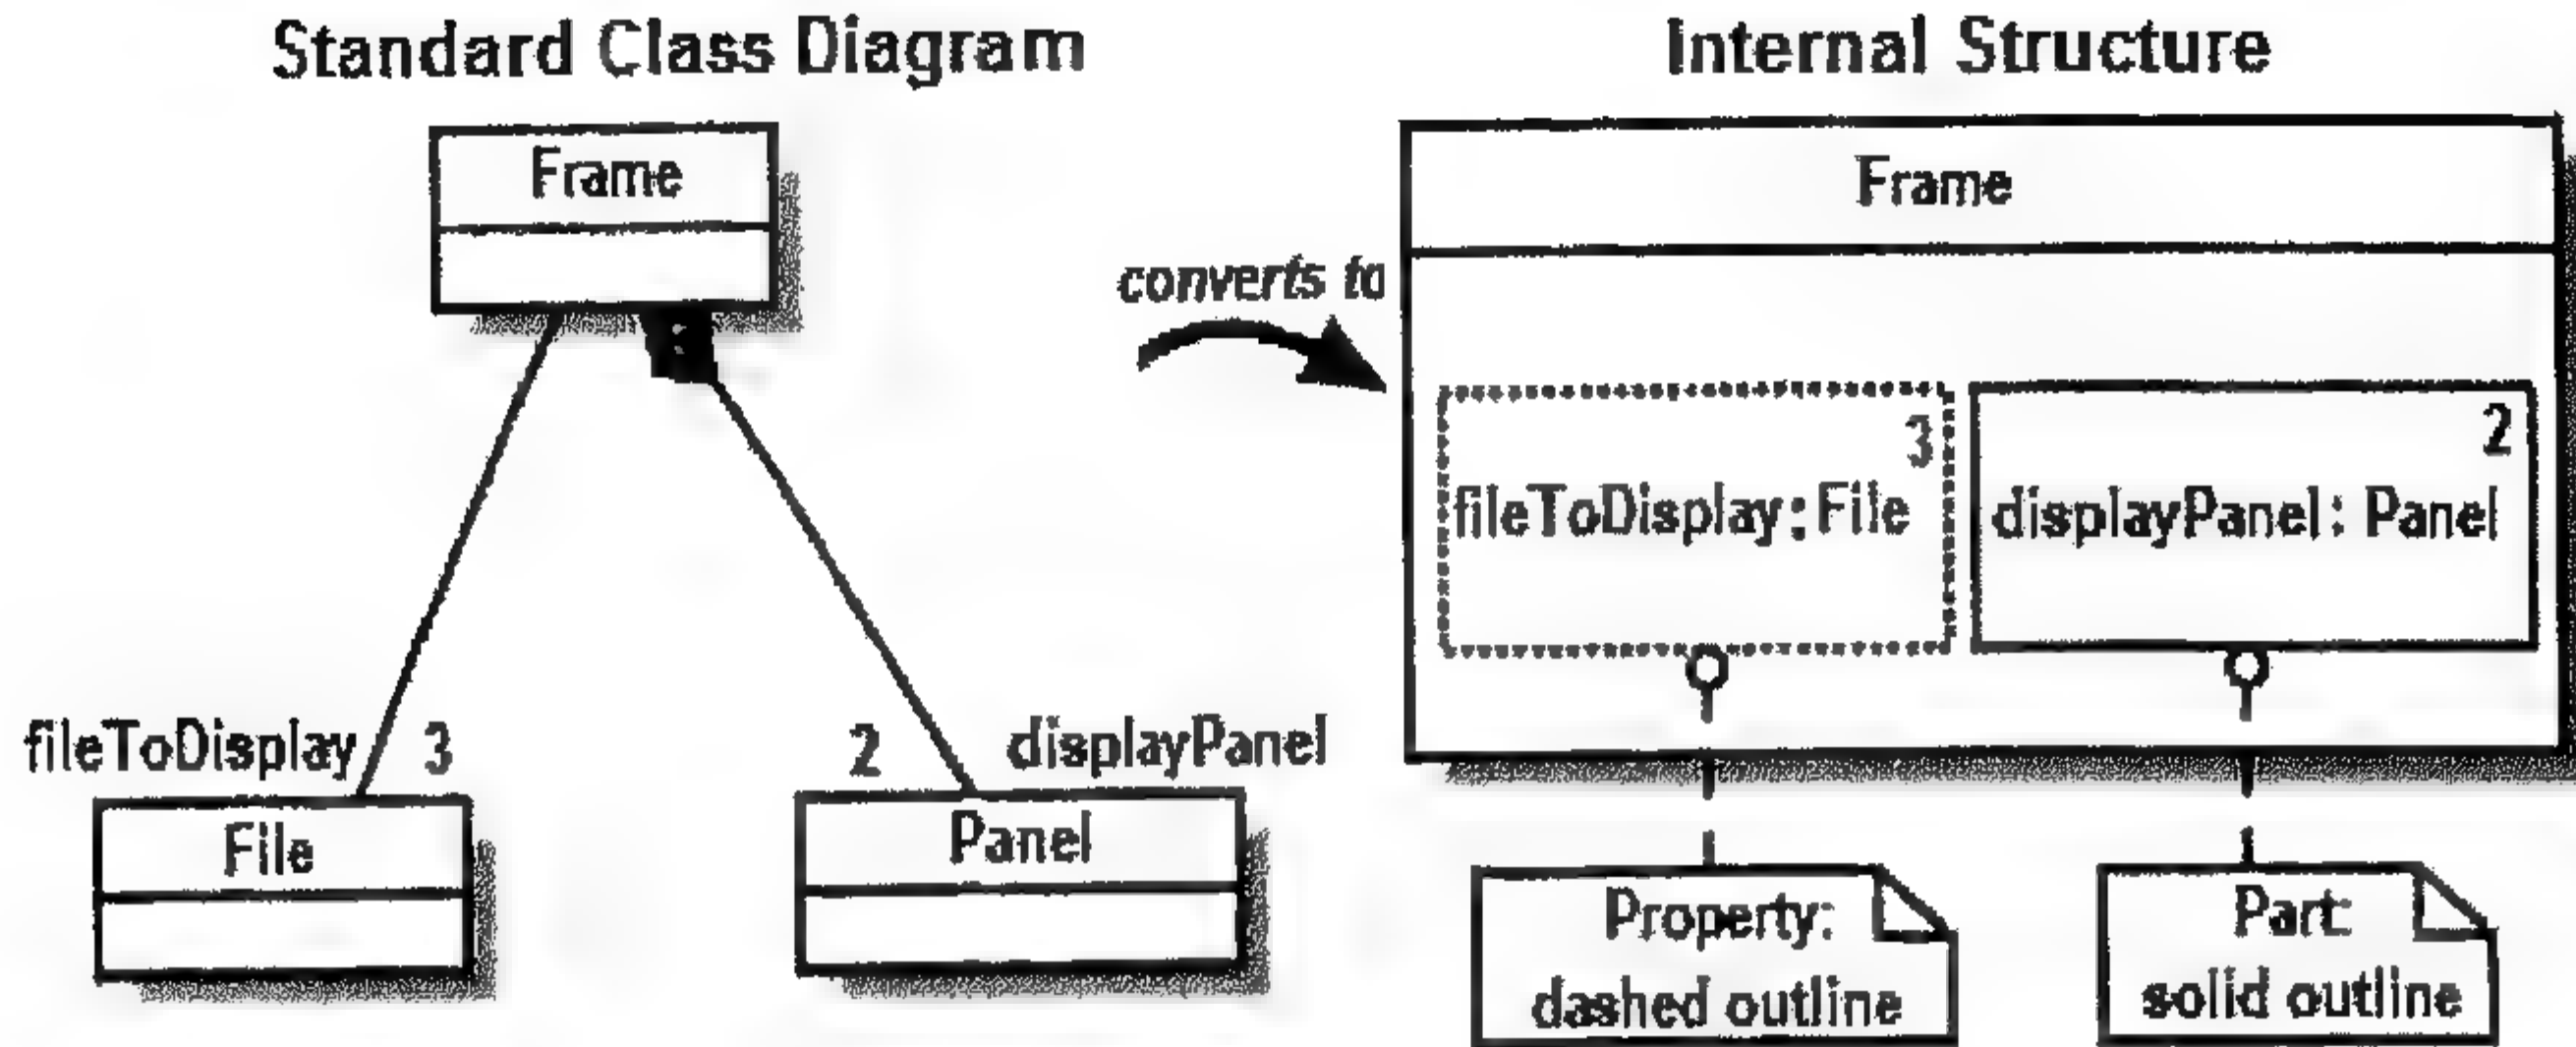 Standard Class Diagram
Internal Structure
Frame
Frame
converts to
3
2
fileToDisplay:File
displayPanel: Panel
fileToDisplay 3
2 displayPanel
File
Panel
Property:
dashed outline
Part:
solid outline